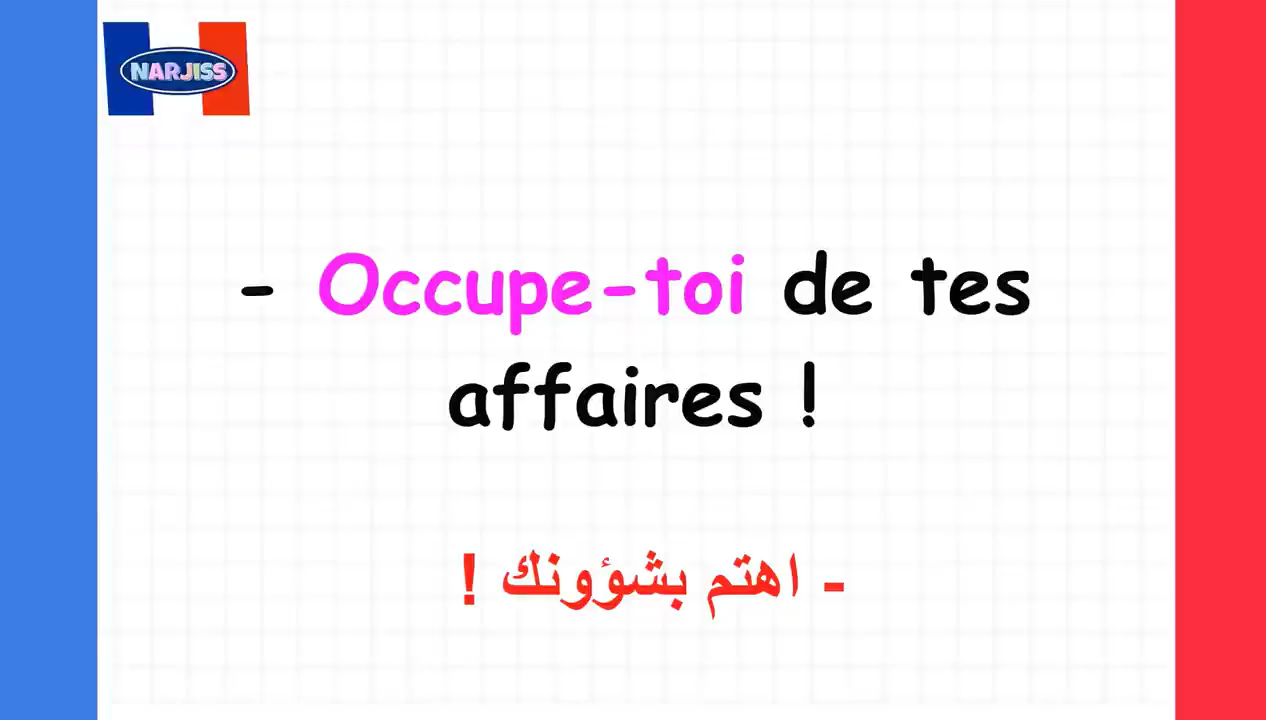 NARJISS
- Occupe-toi de tes
affaires !
- اهتم بشؤونك !